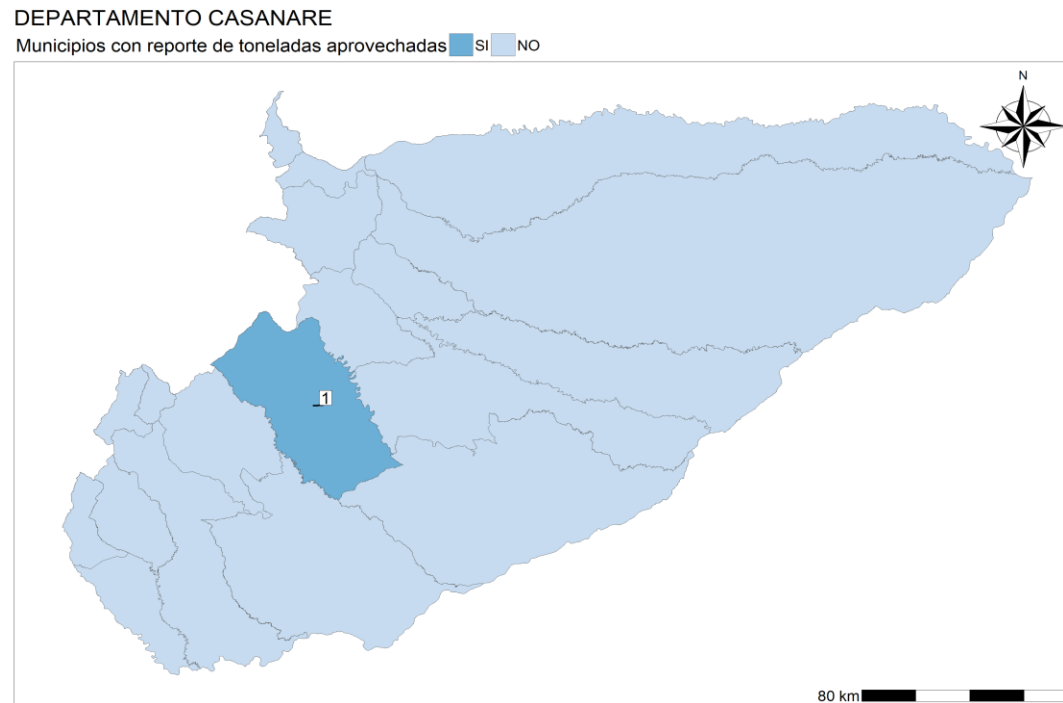 DEPARTAMENTO CASANARE
Municipios con reporte de toneladas aprovechadas SI NO
N
1
80 km